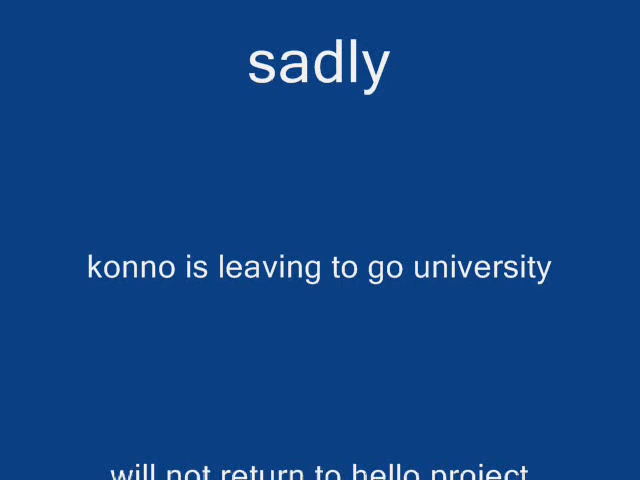 sadly
konno is leaving to go university
will not return to hello project